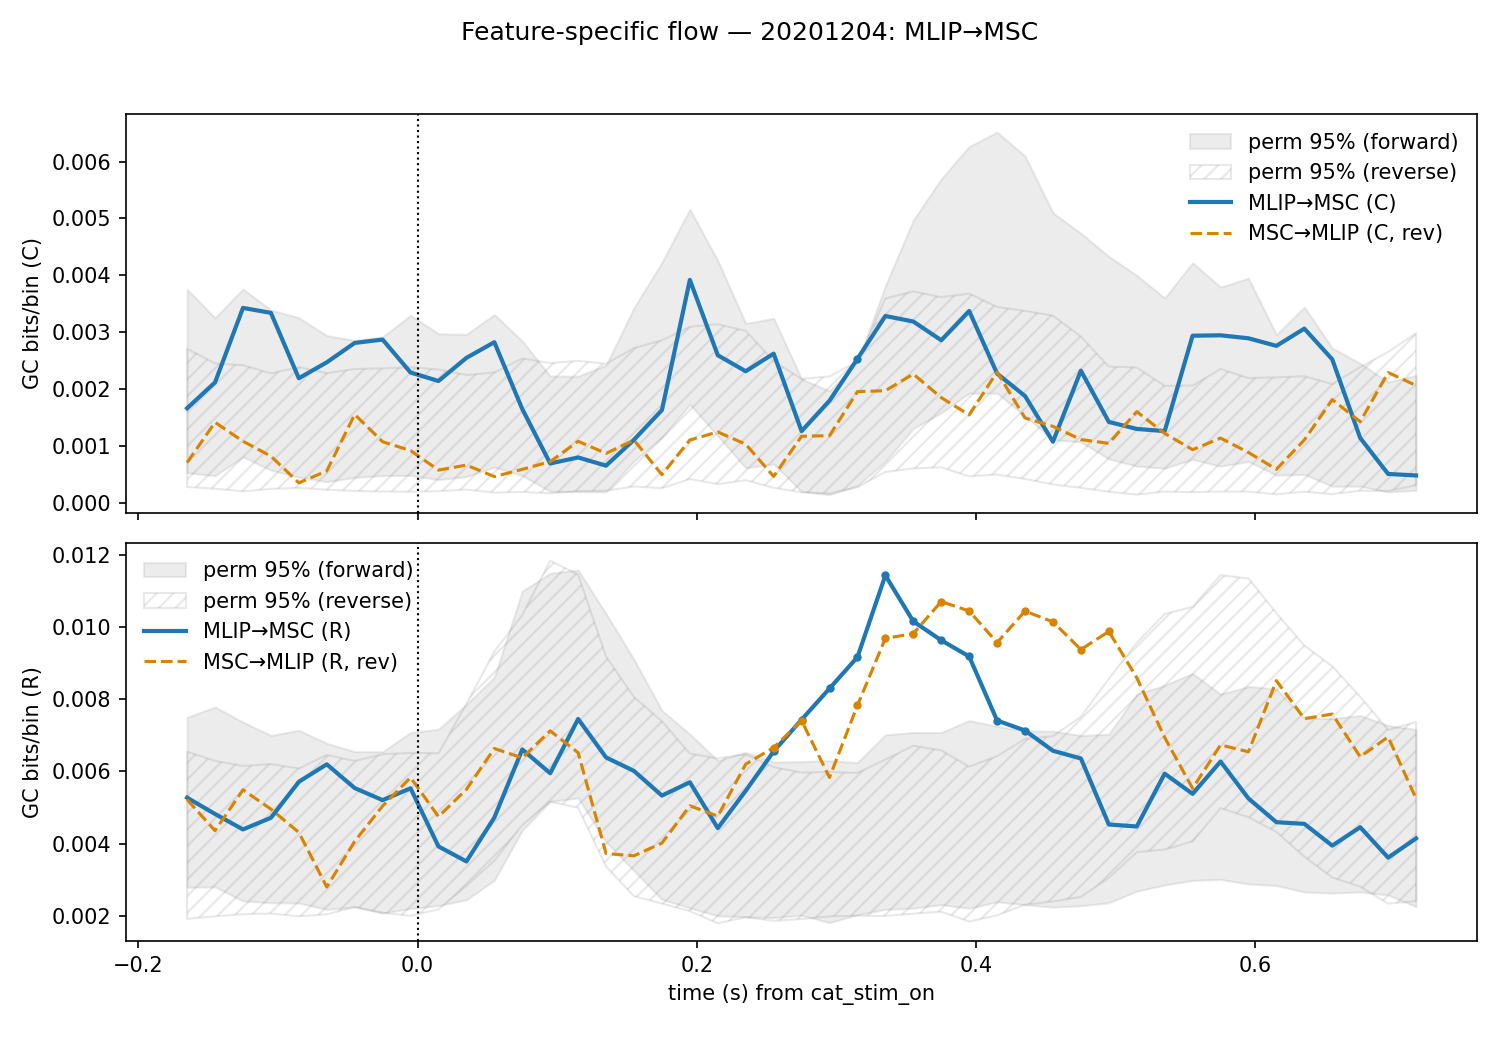 Feature-specific flow — 20201204: MLIP→MSC
GC bits/bin (C)
0.006
0.005
0.004
0.003
0.002
0.001
0.000
perm 95% (forward)
perm 95% (reverse)
MLIP→MSC (C)
MSC→MLIP (C, rev)
GC bits/bin (R)
0.012
0.010
0.008
0.006
0.004
0.002
perm 95% (forward)
perm 95% (reverse)
MLIP→MSC (R)
MSC→MLIP (R, rev)
−0.2 0.0 0.2 0.4 0.6
time (s) from cat_stim_on